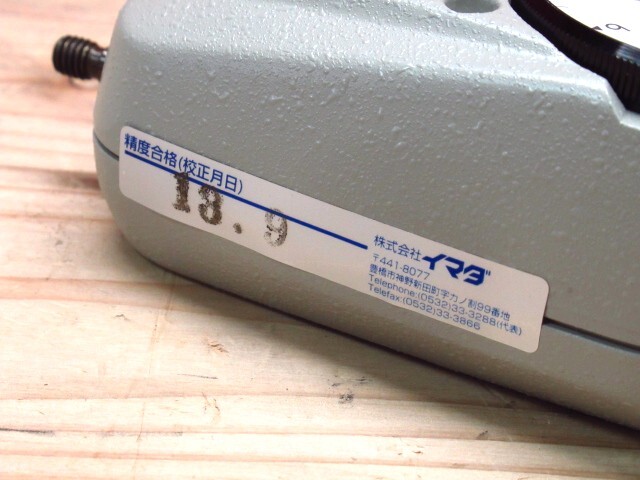 精度合格(校正月日)
13.9
株式会社イマダ
〒441-8077
豊橋市神野新田町字カノ割99番地
Telephone:(0532)33-3288(代表)
Telefax:(0532)33-3866